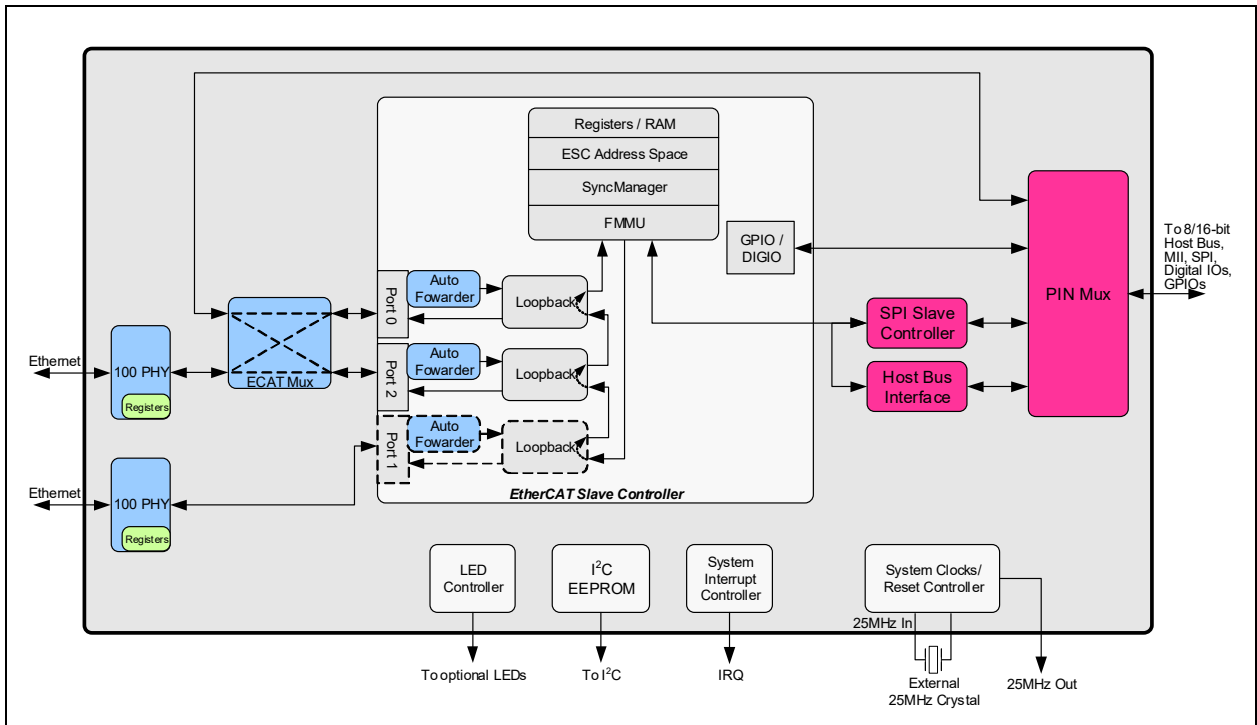 Registers / RAM
ESC Address Space
SyncManager
FMMU
GPIO /
DIGIO
PIN Mux
To 8/16-bit
Host Bus,
MII, SPI,
Digital IOs,
GPIOs
Port 0
Auto
Fowarder
Loopback
SPI Slave
Controller
Ethernet
100 PHY
Registers
ECAT Mux
Port 2
Auto
Fowarder
Loopback
Host Bus
Interface
Port 1
Auto
Fowarder
Loopback
EtherCAT Slave Controller
Ethernet
100 PHY
Registers
LED
Controller
I²C
EEPROM
System
Interrupt
Controller
System Clocks/
Reset Controller
25MHz In
To optional LEDs
To I²C
IRQ
External
25MHz Crystal
25MHz Out